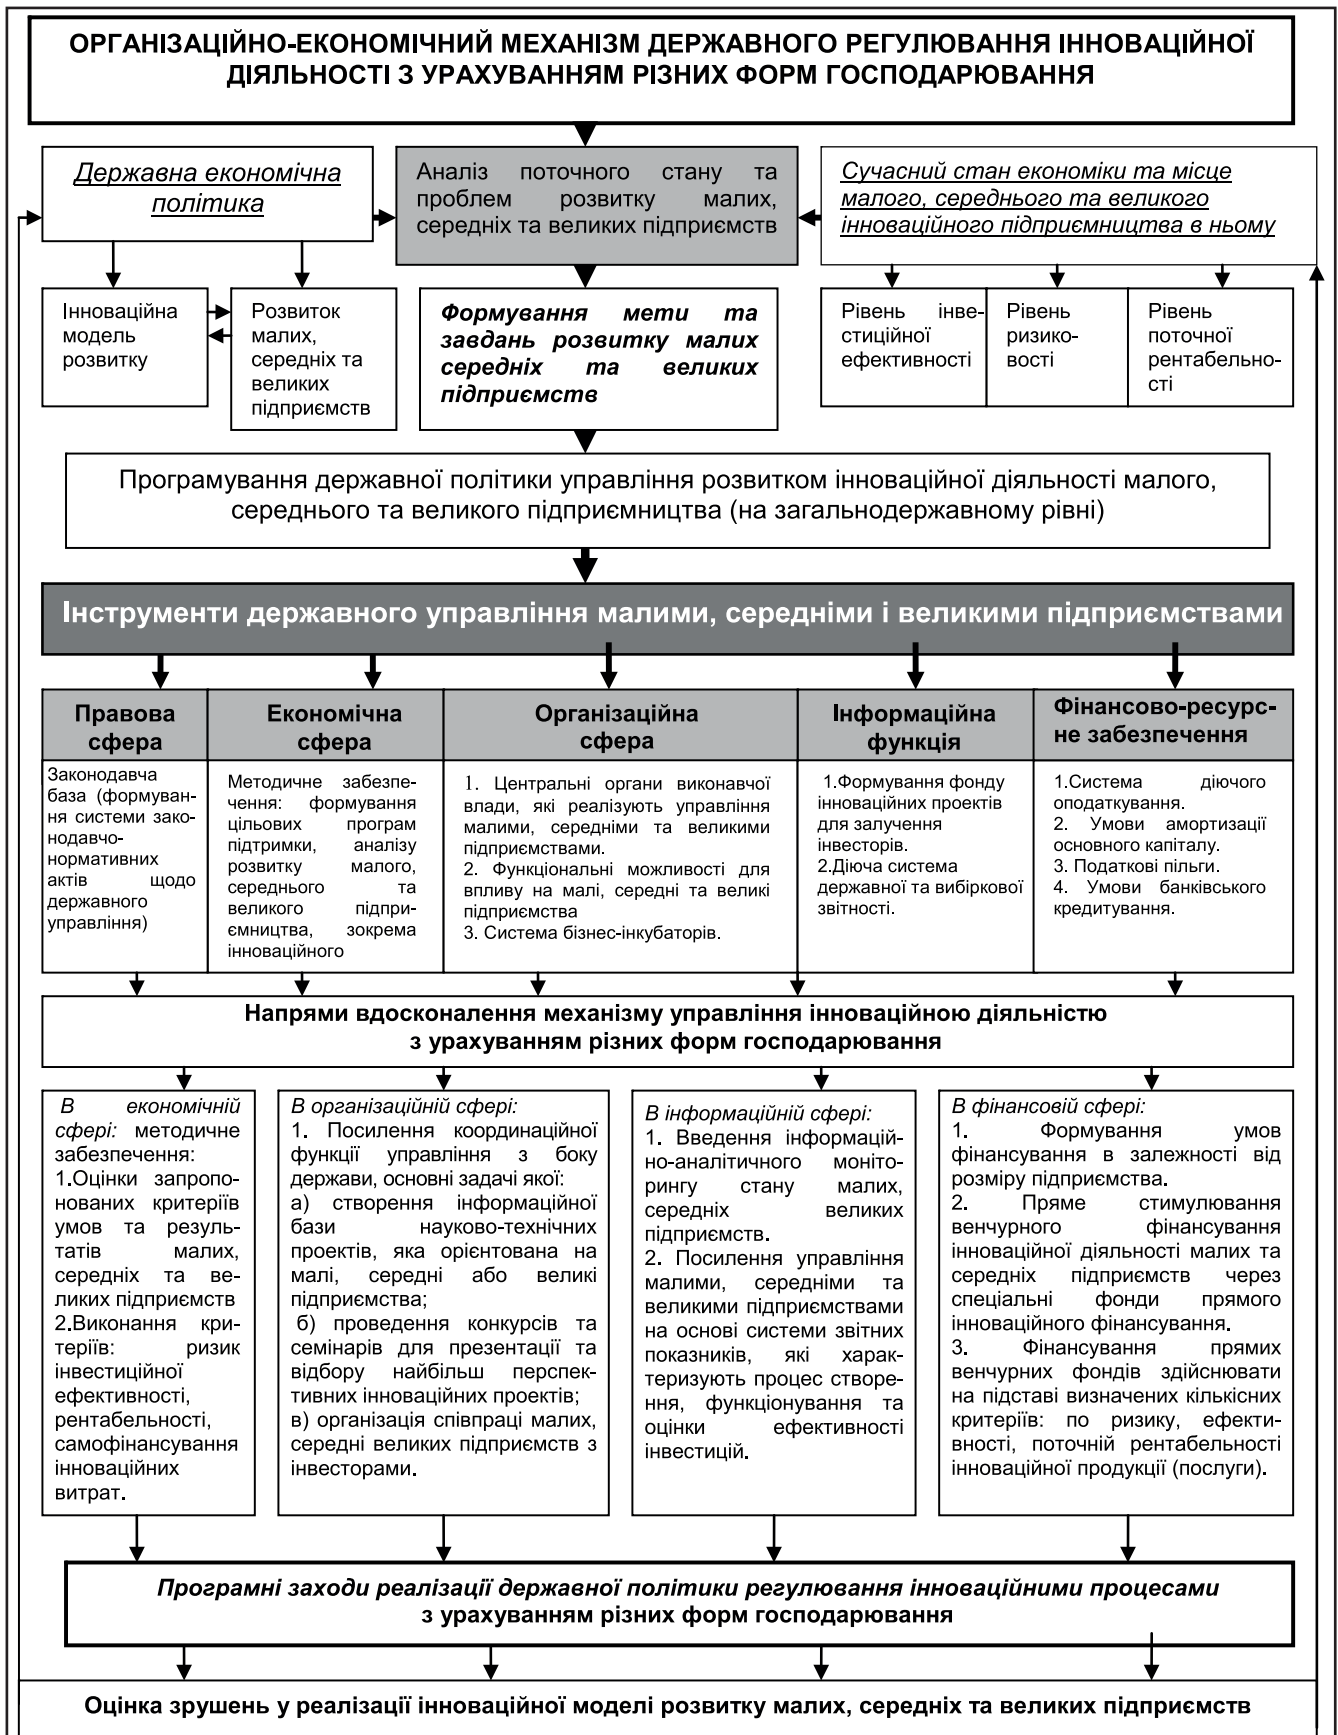 ОРГАНІЗАЦІЙНО-ЕКОНОМІЧНИЙ МЕХАНІЗМ ДЕРЖАВНОГО РЕГУЛЮВАННЯ ІННОВАЦІЙНОЇ
ДІЯЛЬНОСТІ З УРАХУВАННЯМ РІЗНИХ ФОРМ ГОСПОДАРЮВАННЯ
Державна економічна
політика
Аналіз поточного стану та
проблем розвитку малих,
середніх та великих підприємств
Сучасний стан економіки та місце
малого, середнього та великого
інноваційного підприємництва в ньому
Інноваційна
модель
розвитку
Розвиток
малих,
середніх та
великих
підприємств
Формування мети та
завдань розвитку малих
середніх та великих
підприємств
Рівень інве-
стиційної
ефективності
Рівень
ризико-
вості
Рівень
поточної
рентабельно-
сті
Програмування державної політики управління розвитком інноваційної діяльності малого,
середнього та великого підприємництва (на загальнодержавному рівні)
Інструменти державного управління малими, середніми і великими підприємствами
Правова
сфера
Економічна
сфера
Організаційна
сфера
Інформаційна
функція
Фінансово-ресурс-
не забезпечення
Законодавча
база (формуван-
ня системи зако-
нодавчо-
нормативних
актів щодо
державного
управління)
Методичне забезпе-
чення: формування
цільових програм
підтримки, аналізу
розвитку малого,
середнього та
великого підпри-
ємництва, зокрема
інноваційного
1. Центральні органи виконавчої
влади, які реалізують управління
малими, середніми та великими
підприємствами.
2. Функціональні можливості для
впливу на малі, середні та великі
підприємства
3. Система бізнес-інкубаторів.
1.Формування фонду
інноваційних проектів
для залучення
інвесторів.
2.Діюча система
державної та вибіркової
звітності.
1.Система діючого
оподаткування.
2. Умови амортизації
основного капіталу.
3. Податкові пільги.
4. Умови банківського
кредитування.
Напрями вдосконалення механізму управління інноваційною діяльністю
з урахуванням різних форм господарювання
В економічній
сфері: методичне
забезпечення:
1.Оцінки запропо-
нованих критеріїв
умов та резуль-
татів малих,
середніх та ве-
ликих підприємств
2.Виконання кри-
теріїв: ризик
інвестиційної
ефективності,
рентабельності,
самофінансування
інноваційних
витрат.
В організаційній сфері:
1. Посилення координаційної
функції управління з боку
держави, основні задачі якої:
а) створення інформаційної
бази науково-технічних
проектів, яка орієнтована на
малі, середні або великі
підприємства;
б) проведення конкурсів та
семінарів для презентації та
відбору найбільш перспек-
тивних інноваційних проектів;
в) організація співпраці малих,
середні великих підприємств з
інвесторами.
В інформаційній сфері:
1. Введення інформацій-
но-аналітичного моніто-
рингу стану малих,
середніх великих
підприємств.
2. Посилення управління
малими, середніми та
великими підприємствами
на основі системи звітних
показників, які харак-
теризують процес створе-
ння, функціонування та
оцінки ефективності
інвестицій.
В фінансовій сфері:
1. Формування умов
фінансування в залежності від
розміру підприємства.
2. Пряме стимулювання
венчурного фінансування
інноваційної діяльності малих та
середніх підприємств через
спеціальні фонди прямого
інноваційного фінансування.
3. Фінансування прямих
венчурних фондів здійснювати
на підставі визначених кількісних
критеріїв: по ризику, ефекти-
вності, поточній рентабельності
інноваційної продукції (послуги).
Програмні заходи реалізації державної політики регулювання інноваційними процесами
з урахуванням різних форм господарювання
Оцінка зрушень у реалізації інноваційної моделі розвитку малих, середніх та великих підприємств